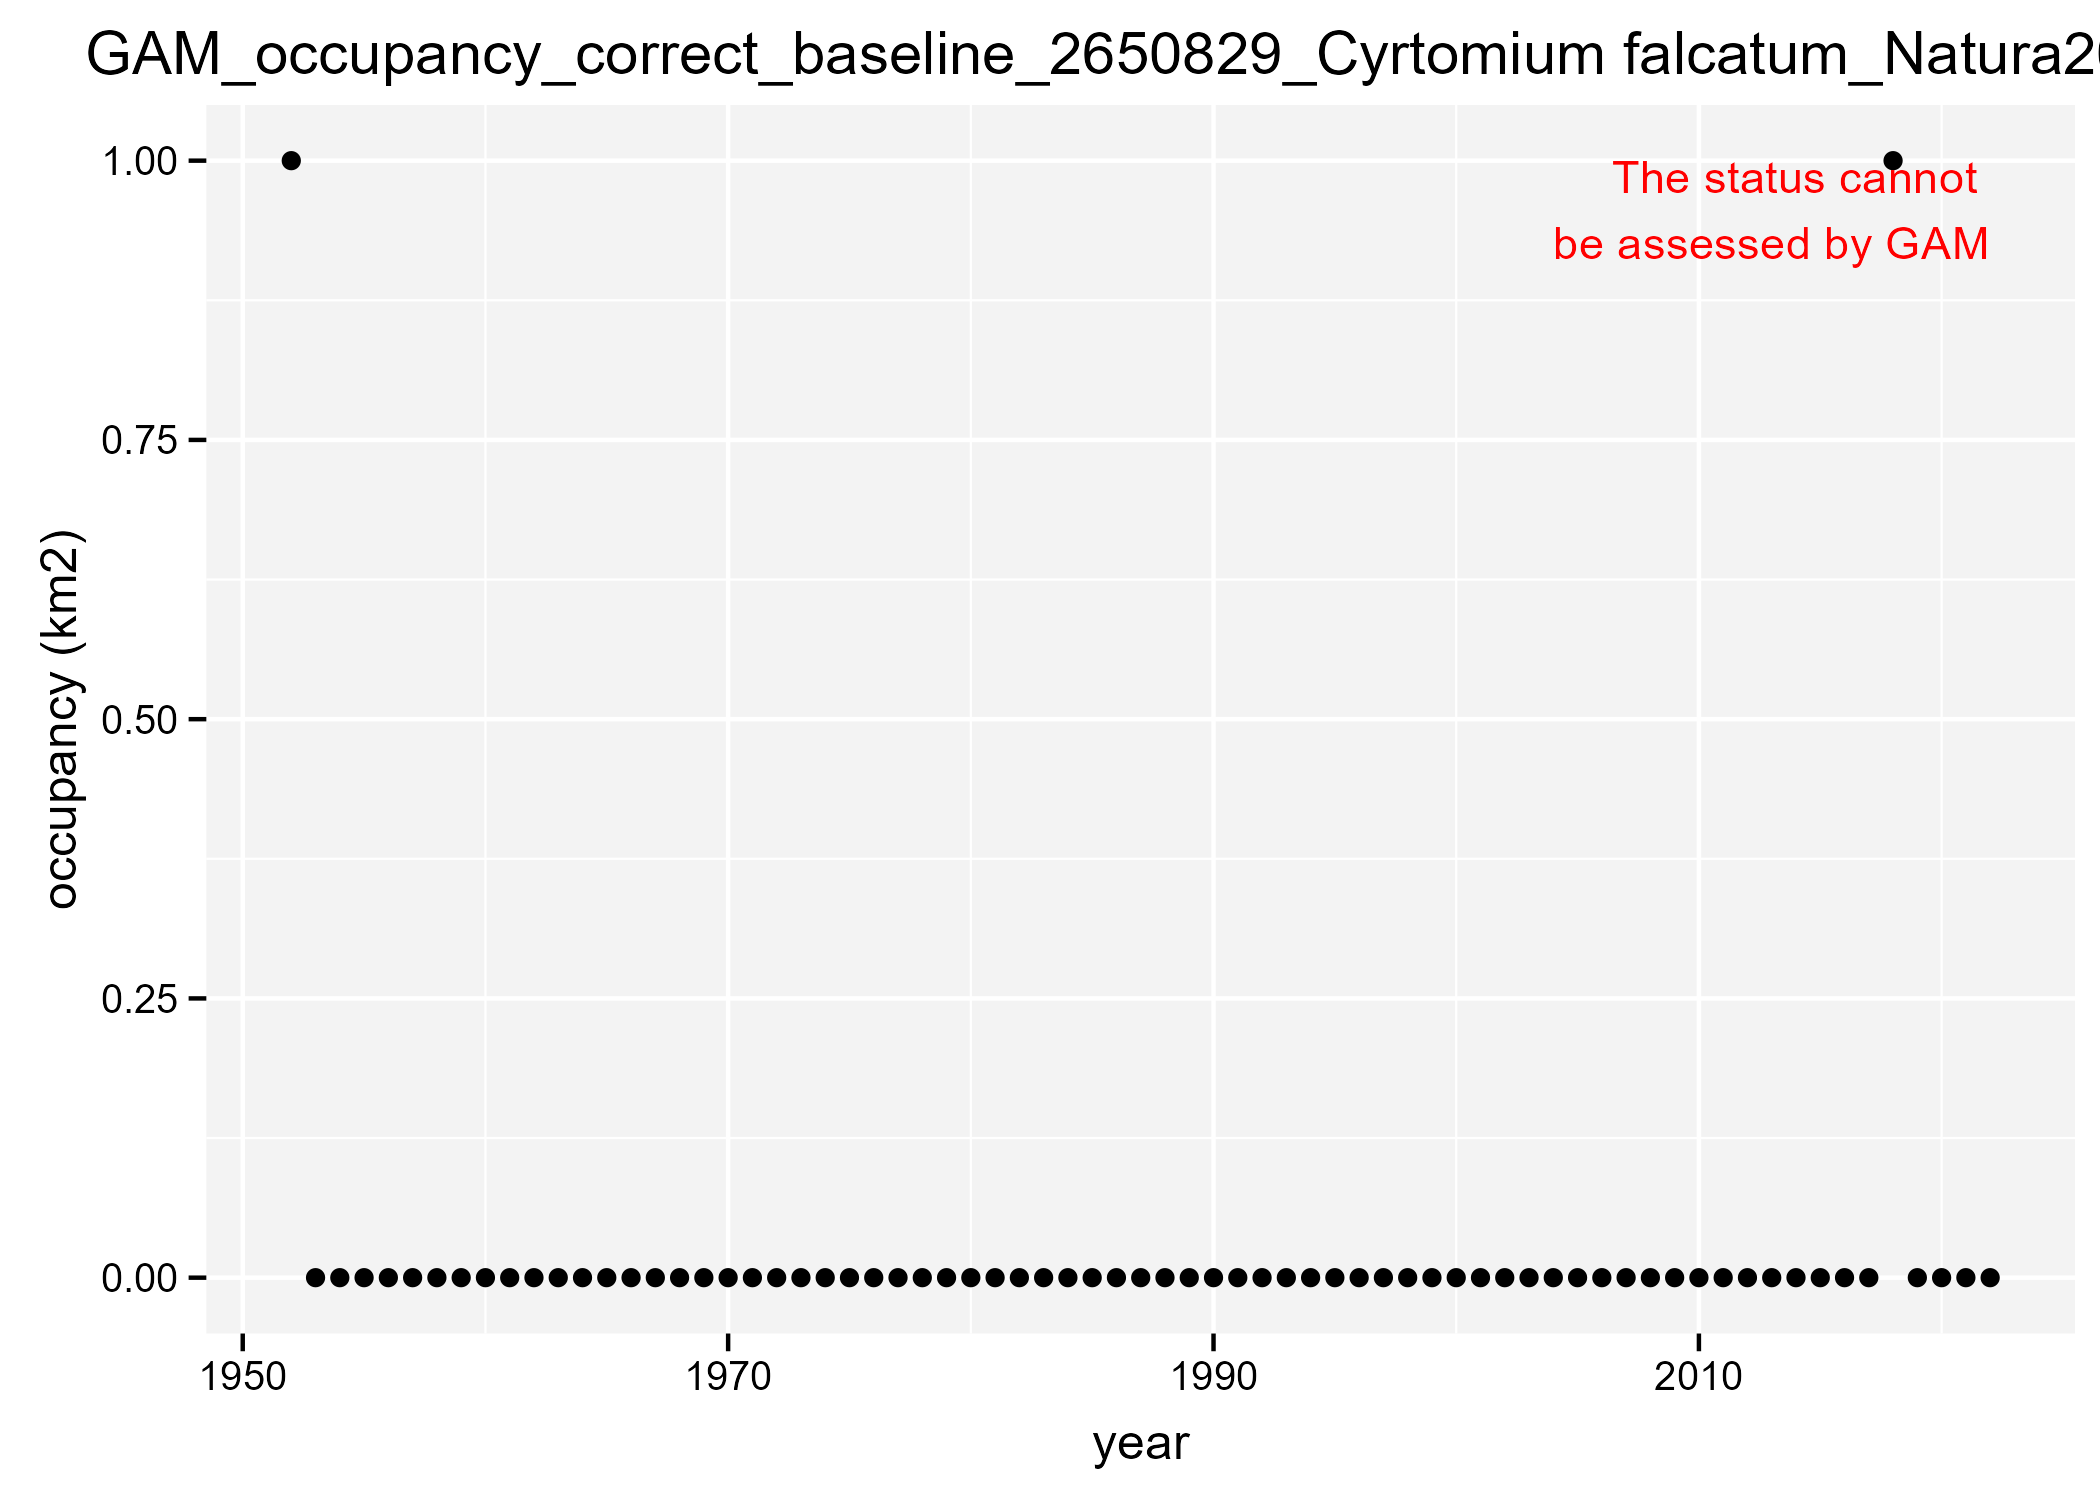 GAM_occupancy_correct_baseline_2650829_Cyrtomium falcatum_Natura20
1.00
The status cannot
be assessed by GAM
0.75
0.50
0.25
0.00
occupancy (km2)
1950 1970 1990 2010
year